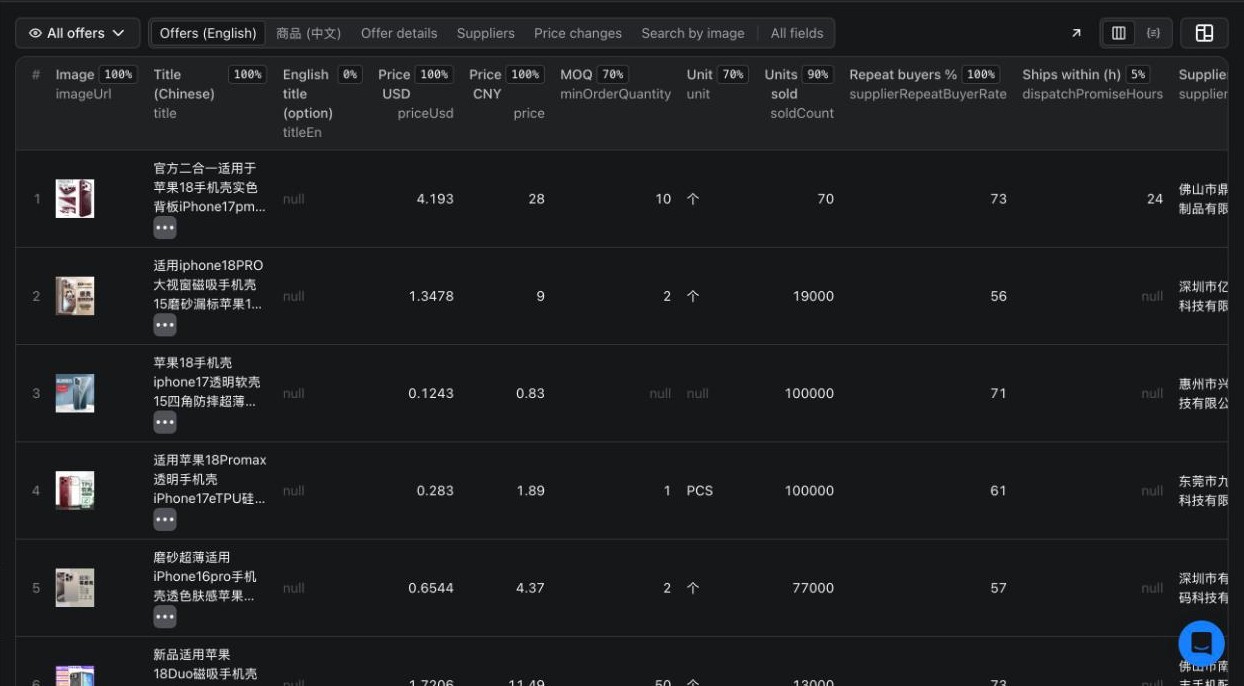 All offers
Offers (English) 商品 (中文) Offer details Suppliers Price changes Search by image All fields
# Image 100% Title 100% English 0% Price 100% Price 100% MOQ 70% Unit 70% Units 90% Repeat buyers % 100% Ships within (h) 5% Supplie
imageUrl (Chinese) title USD CNY minOrderQuantity unit sold supplierRepeatBuyerRate dispatchPromiseHours supplier
title (option) priceUsd price soldCount
titleEn
1
官方二合一适用于
苹果18手机壳实色
背板iPhone17pm...
null 4.193 28 10 个 70 73 24
佛山市鼎
制品有限
2
适用iphone18PRO
大视窗磁吸手机壳
15磨砂漏标苹果1...
null 1.3478 9 2 个 19000 56 null
深圳市亿
科技有限
3
苹果18手机壳
iphone17透明软壳
15四角防摔超薄...
null 0.1243 0.83 null null 100000 71 null
惠州市兴
技有限公
4
适用苹果18Promax
透明手机壳
iPhone17eTPU硅...
null 0.283 1.89 1 PCS 100000 61 null
东莞市九
科技有限
5
磨砂超薄适用
iPhone16pro手机
壳透色肤感苹果...
null 0.6544 4.37 2 个 77000 57 null
深圳市有
码科技有
6
新品适用苹果
18Duo磁吸手机壳
null 1.7206 11.49 50 个 13000 73 null
佛山市南